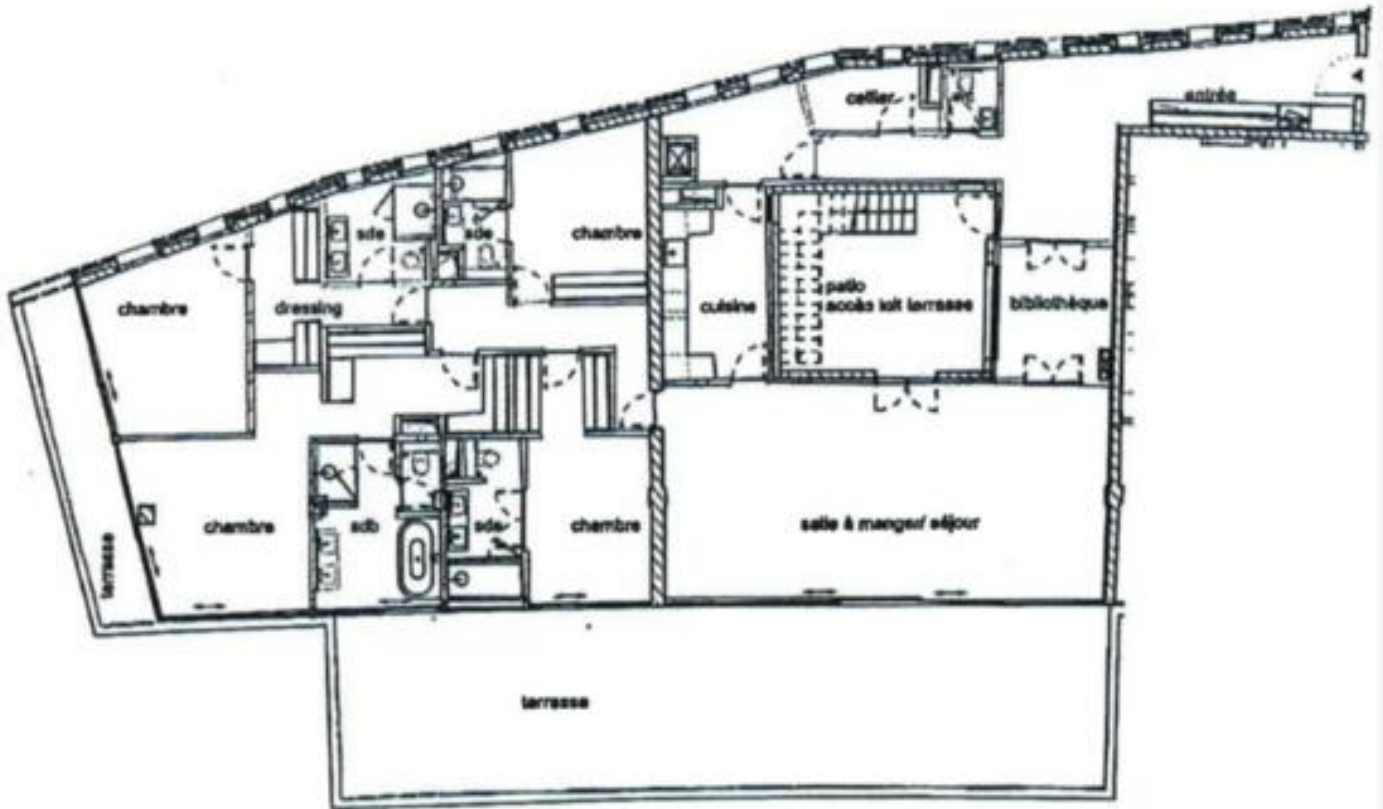 entrée
cellier
sde
sde
chambre
chambre
dressing
cuisine
patio
accès toit terrasse
bibliothèque
chambre
sdb
sde
chambre
salle à manger/ séjour
terrasse
terrasse